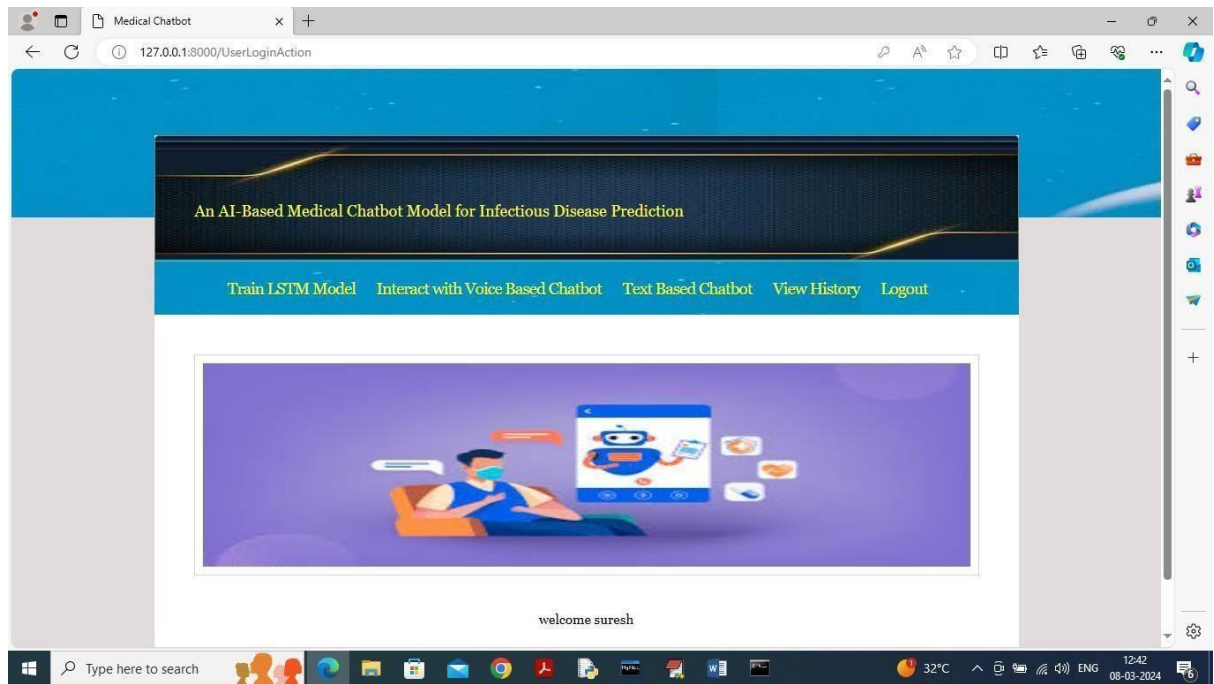 Medical Chatbot
127.0.0.1:8000/UserLoginAction
An AI-Based Medical Chatbot Model for Infectious Disease Prediction
Train LSTM Model Interact with Voice Based Chatbot Text Based Chatbot View History Logout
welcome suresh
Type here to search
32°C
ENG
12:42
08-03-2024
6